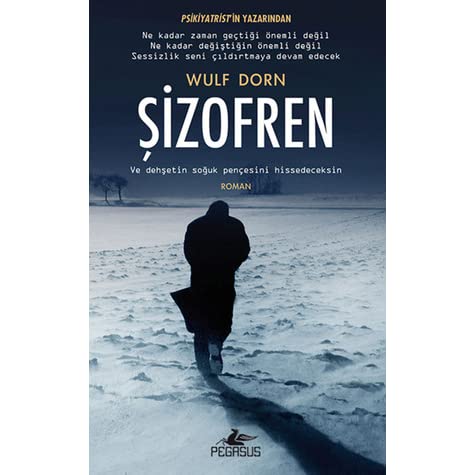 PSİKİYATRİST'İN YAZARINDAN
Ne kadar zaman geçtiği önemli değil
Ne kadar değiştiğin önemli değil
Sessizlik seni çıldırtmaya devam edecek
WULF DORN
ŞİZOFREN
Ve dehşetin soğuk pençesini hissedeceksin
ROMAN
PEGASUS